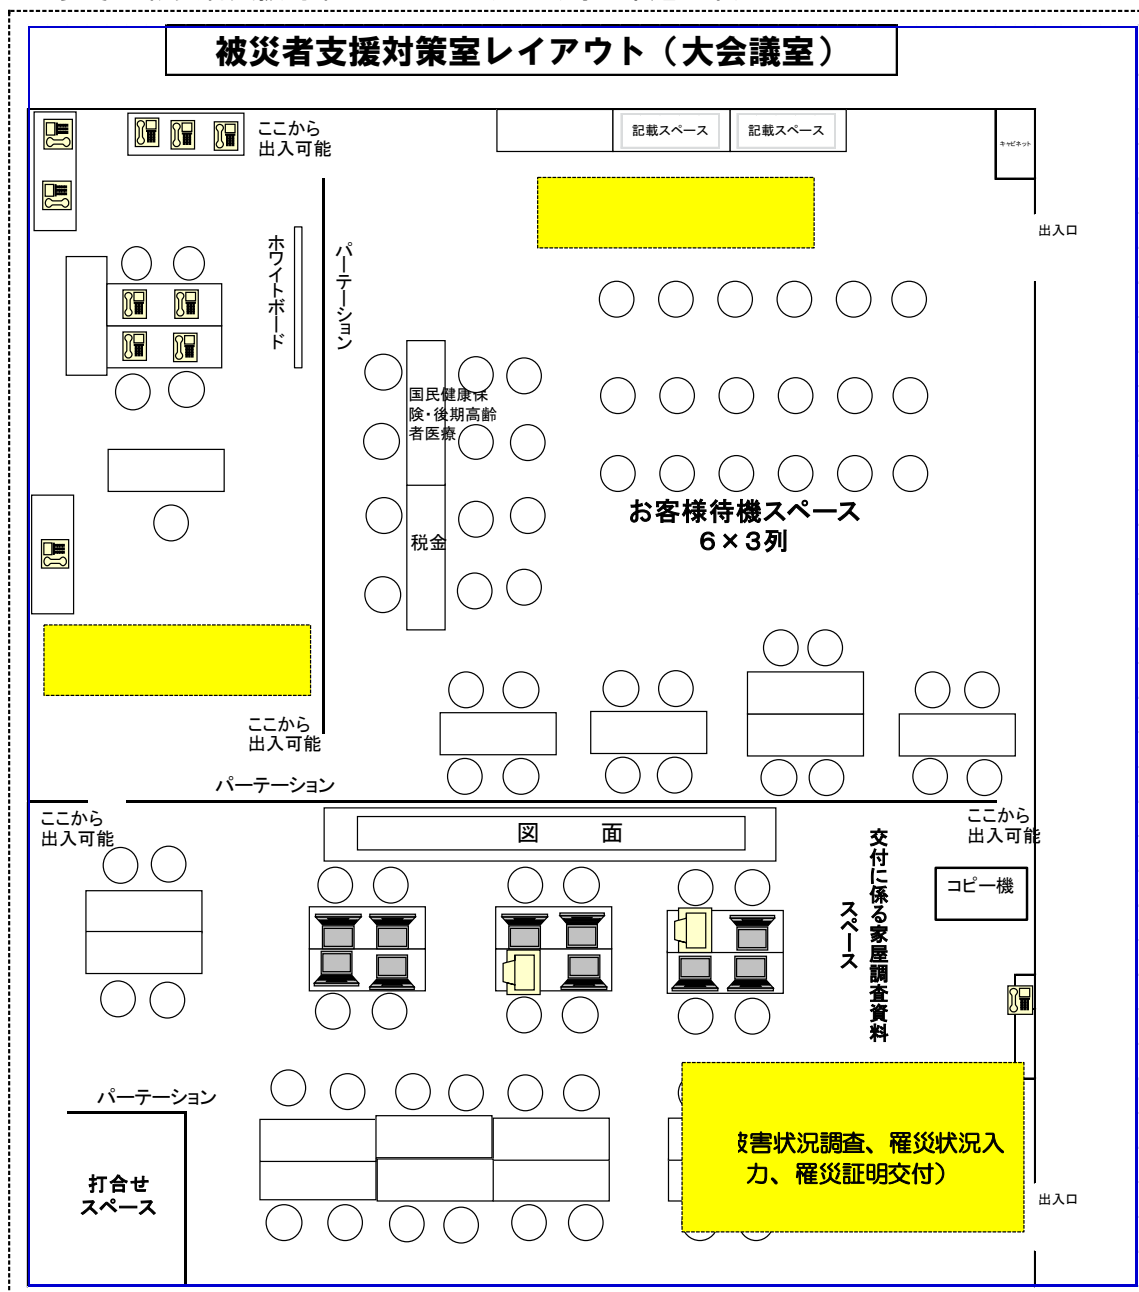 被災者支援対策室レイアウト（大会議室）
ここから
出入可能
記載スペース
記載スペース
キャビネット
出入口
ホワイトボード
パーテーション
国民健康保
険・後期高齢
者医療
税金
お客様待機スペース
６×３列
ここから
出入可能
パーテーション
ここから
出入可能
ここから
出入可能
図　面
交付に係る家屋調査資料
スペース
コピー機
パーテーション
打合せ
スペース
害状況調査、罹災状況入
力、罹災証明交付）
出入口